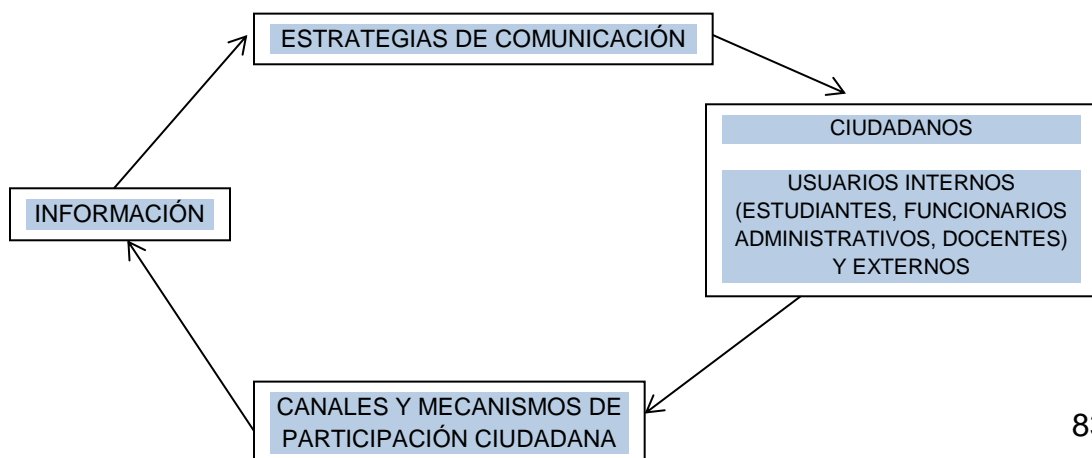 ESTRATEGIAS DE COMUNICACIÓN
CIUDADANOS
USUARIOS INTERNOS
(ESTUDIANTES, FUNCIONARIOS
ADMINISTRATIVOS, DOCENTES)
Y EXTERNOS
INFORMACIÓN
CANALES Y MECANISMOS DE
PARTICIPACIÓN CIUDADANA